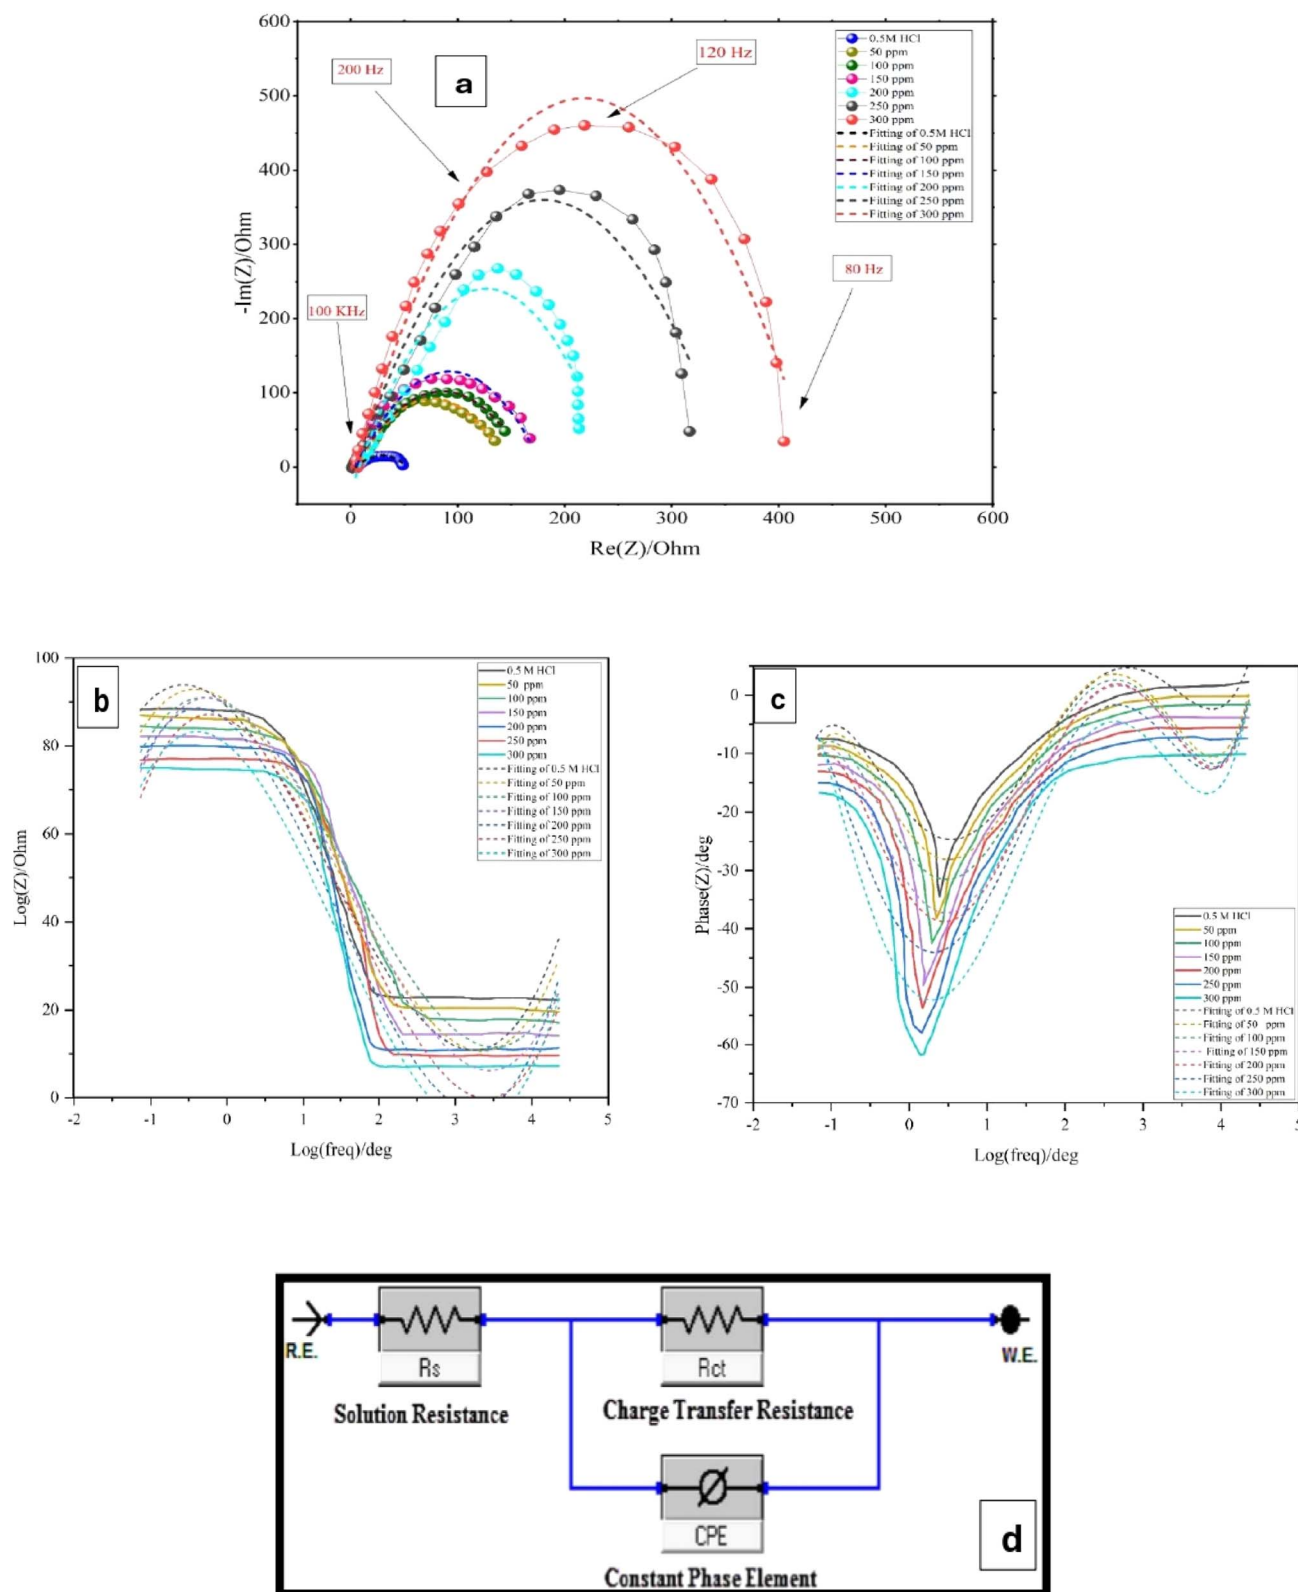 600
500
400
300
200
100
0
-Im(Z)/Ohm
a
200 Hz
120 Hz
100 KHz
80 Hz
0.5M HCl
50 ppm
100 ppm
150 ppm
200 ppm
250 ppm
300 ppm
Fitting of 0.5M HCl
Fitting of 50 ppm
Fitting of 100 ppm
Fitting of 150 ppm
Fitting of 200 ppm
Fitting of 250 ppm
Fitting of 300 ppm
0 100 200 300 400 500 600
Re(Z)/Ohm
b
100
80
60
40
20
0
Log(Z)/Ohm
0.5 M HCl
50 ppm
100 ppm
150 ppm
200 ppm
250 ppm
300 ppm
Fitting of 0.5 M HCl
Fitting of 50 ppm
Fitting of 100 ppm
Fitting of 150 ppm
Fitting of 200 ppm
Fitting of 250 ppm
Fitting of 300 ppm
-2 -1 0 1 2 3 4 5
Log(freq)/deg
c
0
-10
-20
-30
-40
-50
-60
-70
Phase(Z)/deg
0.5 M HCl
50 ppm
100 ppm
150 ppm
200 ppm
250 ppm
300 ppm
Fitting of 0.5 M HCl
Fitting of 50 ppm
Fitting of 100 ppm
Fitting of 150 ppm
Fitting of 200 ppm
Fitting of 250 ppm
Fitting of 300 ppm
-2 -1 0 1 2 3 4 5
Log(freq)/deg
R.E.
Rs
Solution Resistance
Rct
Charge Transfer Resistance
W.E.
CPE
Constant Phase Element
d